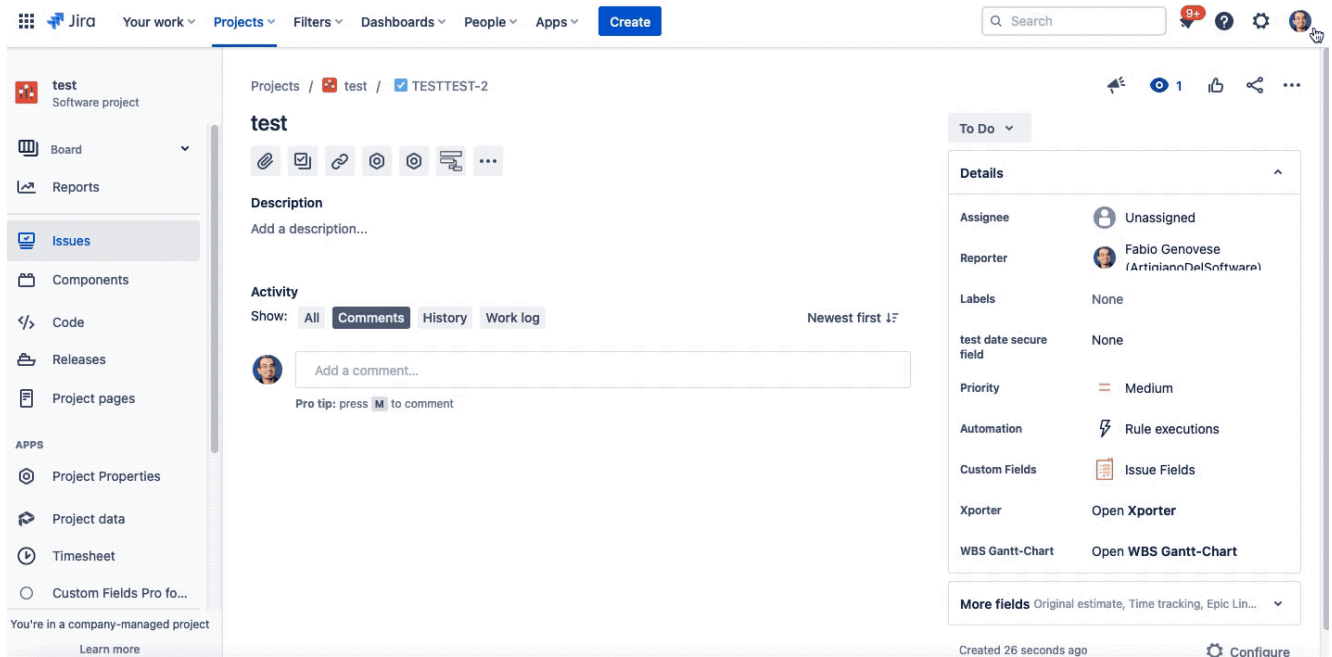 Jira
Your work
Projects
Filters
Dashboards
People
Apps
Create
Search
9+
test
Software project
Board
Reports
Issues
Components
Code
Releases
Project pages
APPS
Project Properties
Project data
Timesheet
Custom Fields Pro fo...
You're in a company-managed project
Learn more
Projects / test / TESTTEST-2
1
test
Description
Add a description...
Activity
Show: All Comments History Work log Newest first
Add a comment...
Pro tip: press M to comment
To Do
Details
Assignee Unassigned
Reporter Fabio Genovese
(ArtigianoDelSoftware)
Labels None
test date secure
field
None
Priority Medium
Automation Rule executions
Custom Fields Issue Fields
Xporter Open Xporter
WBS Gantt-Chart Open WBS Gantt-Chart
More fields Original estimate, Time tracking, Epic Lin...
Created 26 seconds ago
Configure